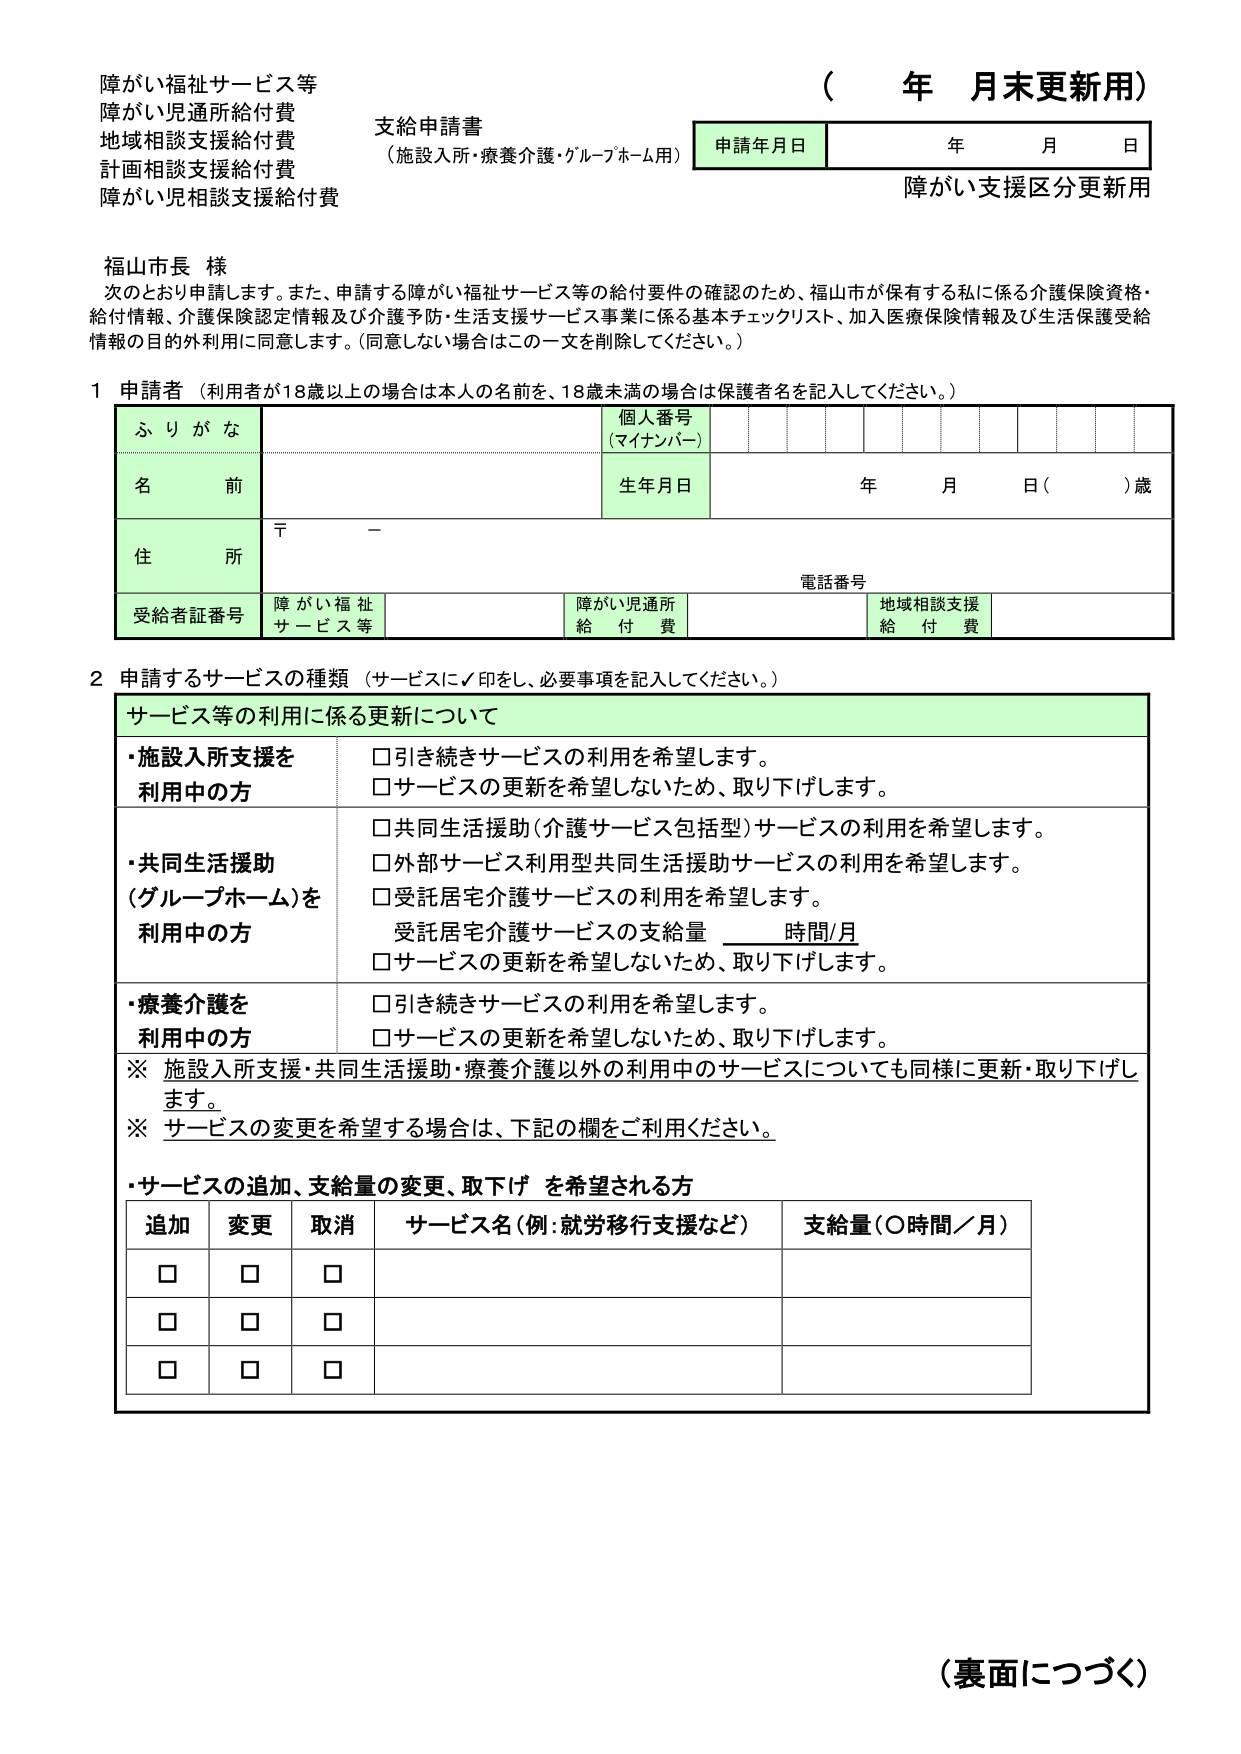 （　　年　月末更新用）
障がい福祉サービス等
障がい児通所給付費
地域相談支援給付費
計画相談支援給付費
障がい児相談支援給付費
支給申請書
（施設入所・療養介護・ｸﾞﾙｰﾌﾟﾎｰﾑ用）
申請年月日　年　月　日
障がい支援区分更新用
福山市長　様
次のとおり申請します。また、申請する障がい福祉サービス等の給付要件の確認のため、福山市が保有する私に係る介護保険資格・
給付情報、介護保険認定情報及び介護予防・生活支援サービス事業に係る基本チェックリスト、加入医療保険情報及び生活保護受給
情報の目的外利用に同意します。（同意しない場合はこの一文を削除してください。）
1　申請者　（利用者が18歳以上の場合は本人の名前を、18歳未満の場合は保護者名を記入してください。）
ふりがな
個人番号
（マイナンバー）
名　前
生年月日　年　月　日（　　）歳
住　所
〒　　－
電話番号
受給者証番号
障がい福祉
サービス等
障がい児通所
給付費
地域相談支援
給付費
2　申請するサービスの種類　（サービスに✓印をし、必要事項を記入してください。）
サービス等の利用に係る更新について
・施設入所支援を
利用中の方
□引き続きサービスの利用を希望します。
□サービスの更新を希望しないため、取り下げします。
・共同生活援助
（グループホーム）を
利用中の方
□共同生活援助（介護サービス包括型）サービスの利用を希望します。
□外部サービス利用型共同生活援助サービスの利用を希望します。
□受託居宅介護サービスの利用を希望します。
受託居宅介護サービスの支給量　　　時間/月
□サービスの更新を希望しないため、取り下げします。
・療養介護を
利用中の方
□引き続きサービスの利用を希望します。
□サービスの更新を希望しないため、取り下げします。
※　施設入所支援・共同生活援助・療養介護以外の利用中のサービスについても同様に更新・取り下げし
ます。
※　サービスの変更を希望する場合は、下記の欄をご利用ください。
・サービスの追加、支給量の変更、取下げ　を希望される方
追加　変更　取消　サービス名（例：就労移行支援など）　支給量（〇時間／月）
□　□　□
□　□　□
□　□　□
（裏面につづく）